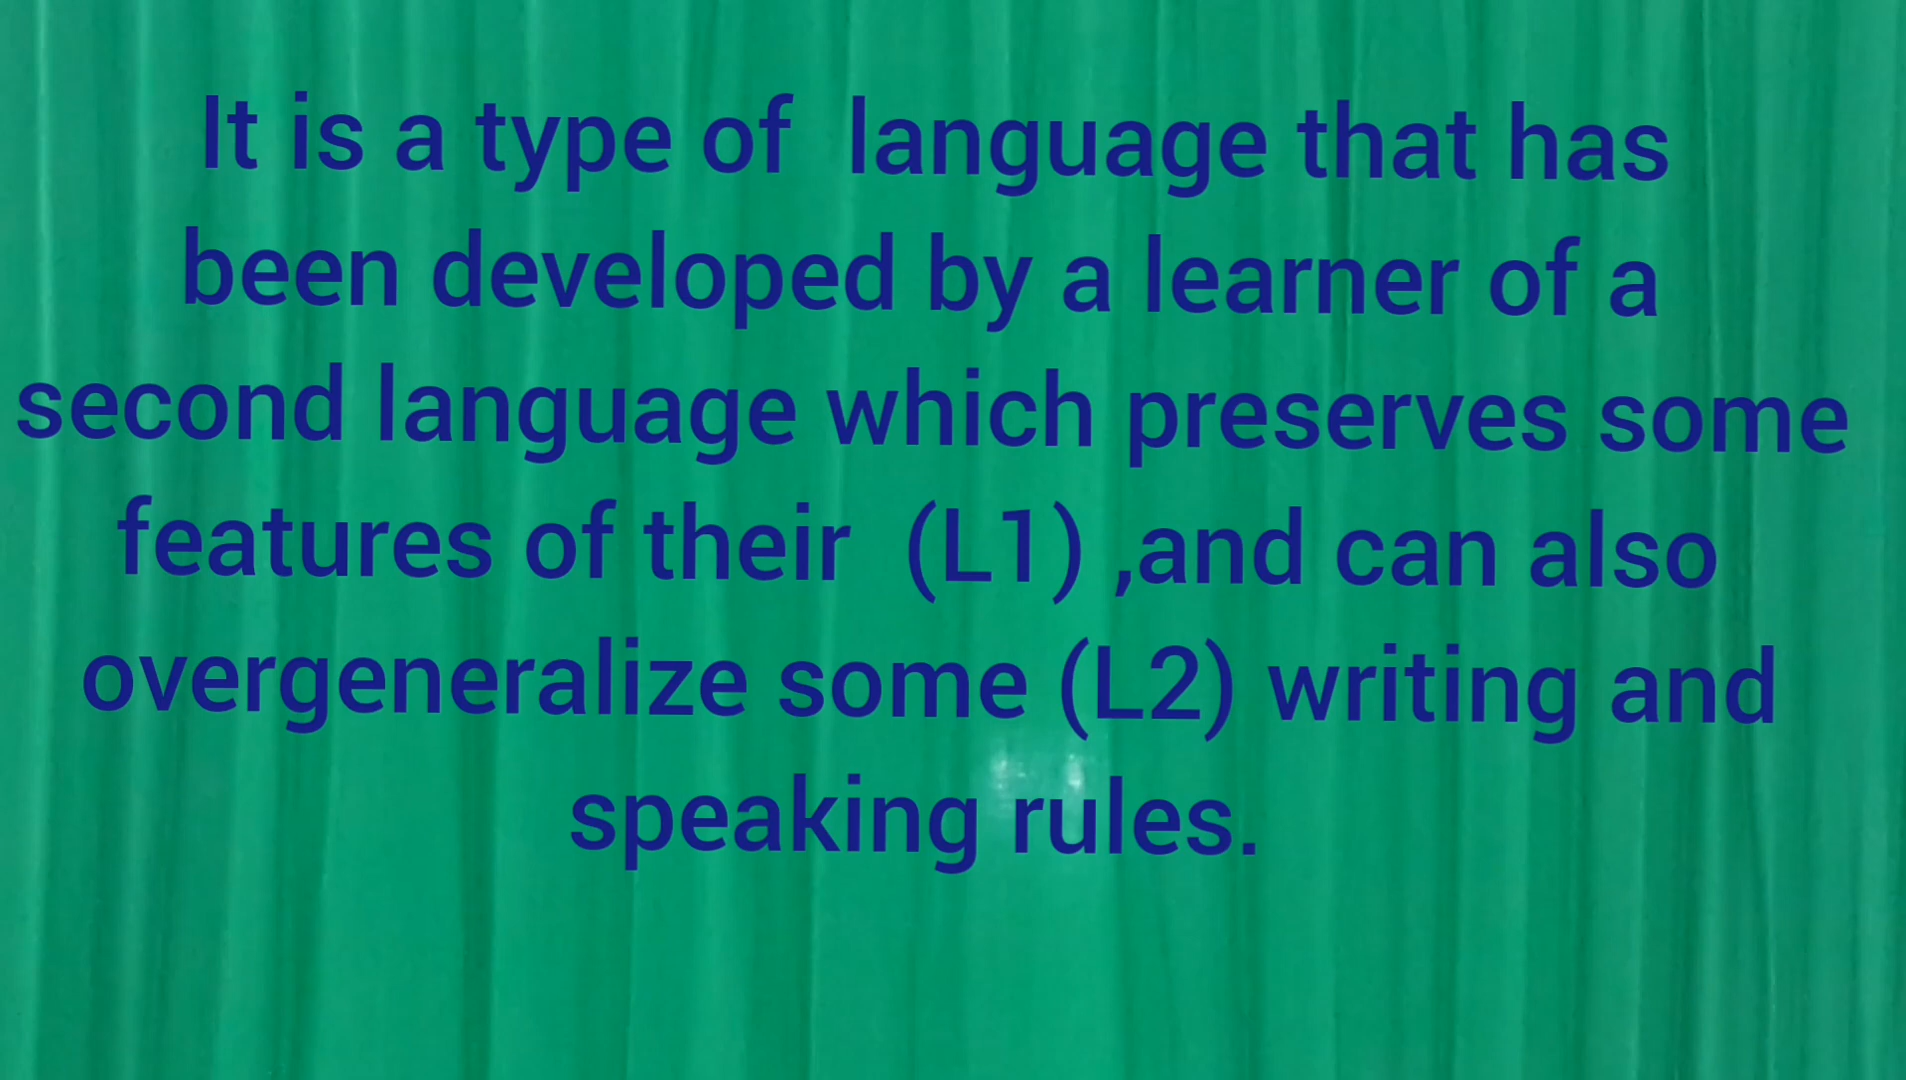 It is a type of  language that has
been developed by a learner of a
second language which preserves some
features of their  (L1) ,and can also
overgeneralize some (L2) writing and
speaking rules.